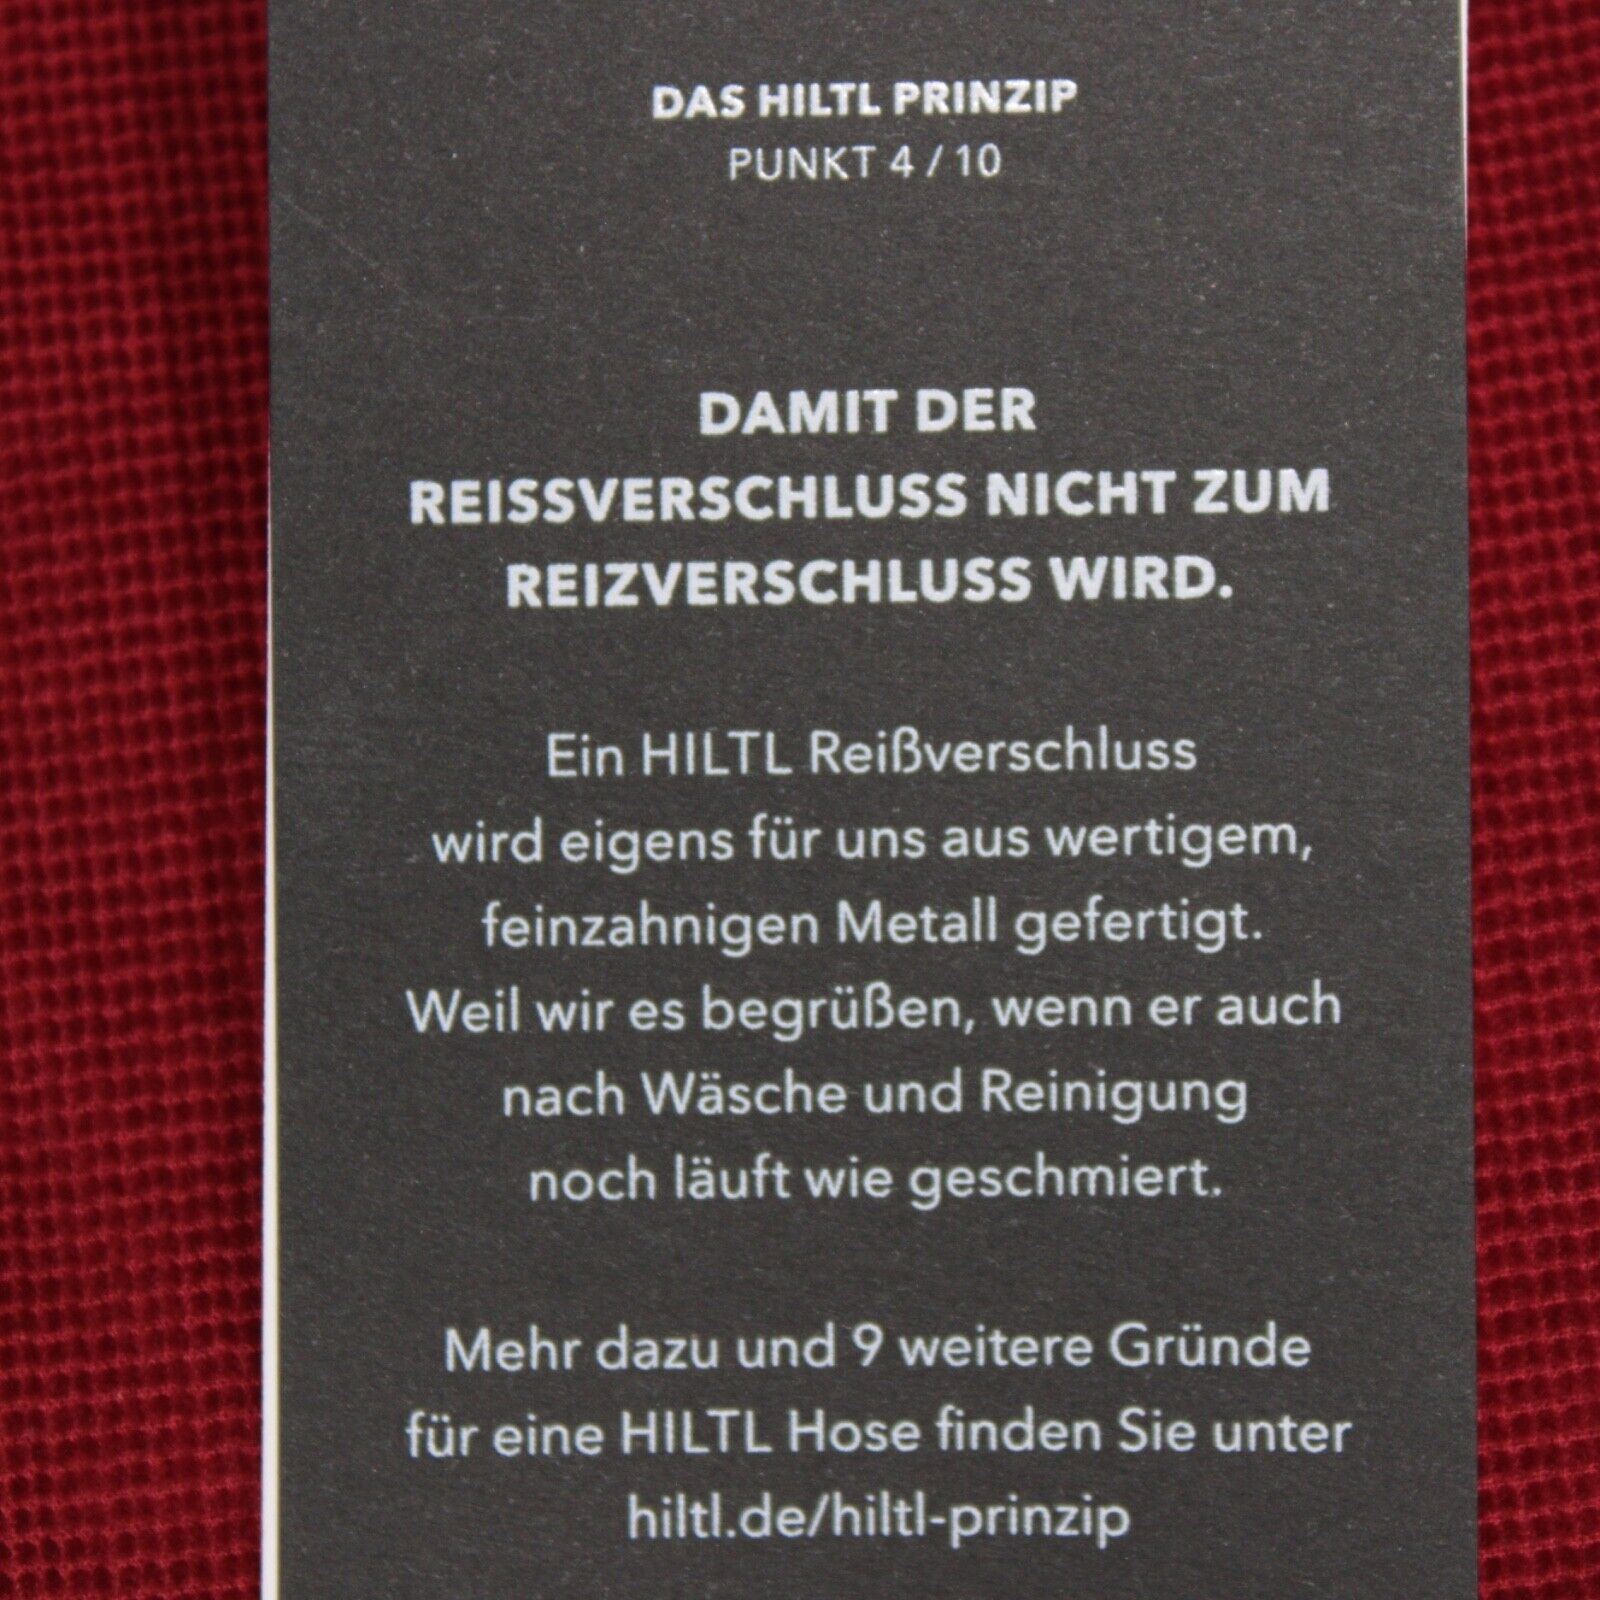 DAS HILTL PRINZIP
PUNKT 4 / 10
DAMIT DER
REISSVERSCHLUSS NICHT ZUM
REIZVERSCHLUSS WIRD.
Ein HILTL Reißverschluss
wird eigens für uns aus wertigem,
feinzahnigen Metall gefertigt.
Weil wir es begrüßen, wenn er auch
nach Wäsche und Reinigung
noch läuft wie geschmiert.
Mehr dazu und 9 weitere Gründe
für eine HILTL Hose finden Sie unter
hiltl.de/hiltl-prinzip